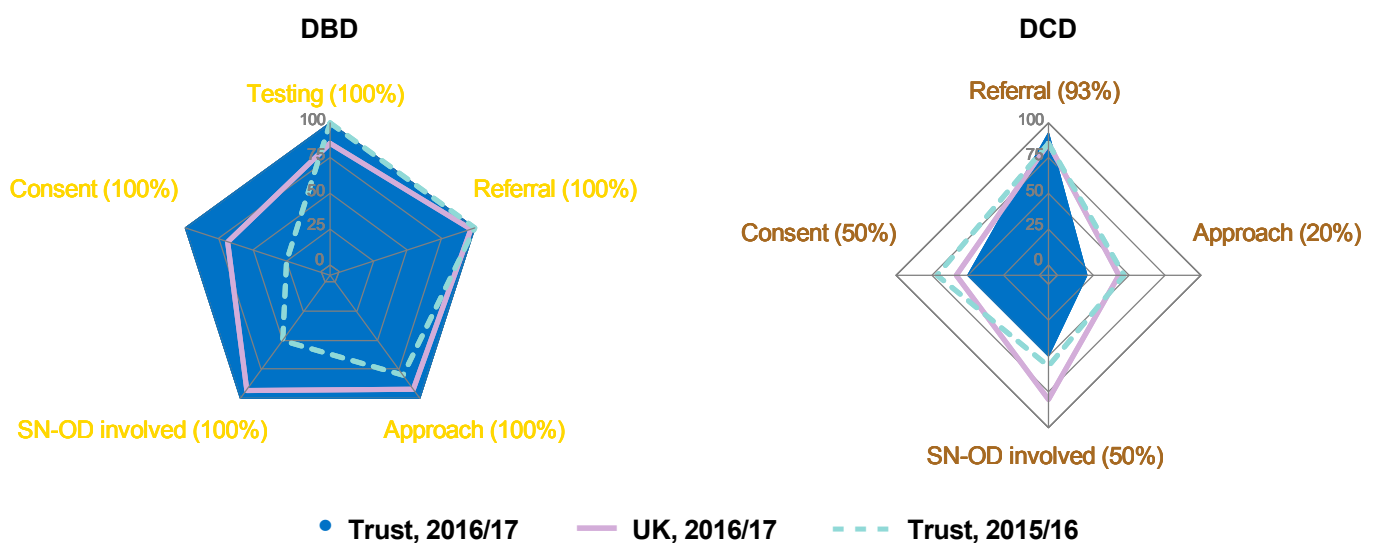 DBD
Testing (100%)
100
75
50
25
0
Consent (100%)
Referral (100%)
SN-OD involved (100%)
Approach (100%)
DCD
Referral (93%)
100
75
50
25
0
Consent (50%)
Approach (20%)
SN-OD involved (50%)
Trust, 2016/17
UK, 2016/17
Trust, 2015/16